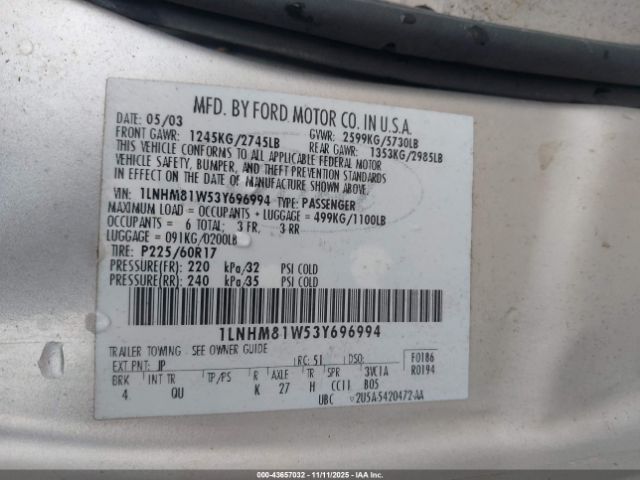 MFD. BY FORD MOTOR CO. IN U.S.A.
DATE: 05/03 GVWR: 2599KG/5730LB
FRONT GAWR: 1245KG/2745LB REAR GAWR: 1353KG/2985LB
THIS VEHICLE CONFORMS TO ALL APPLICABLE FEDERAL MOTOR
VEHICLE SAFETY, BUMPER, AND THEFT PREVENTION STANDARDS
IN EFFECT ON THE DATE OF MANUFACTURE SHOWN ABOVE.
VIN: 1LNHM81W53Y696994 TYPE: PASSENGER
MAXIMUM LOAD = OCCUPANTS + LUGGAGE = 499KG/1100LB
OCCUPANTS = 6 TOTAL: 3 FR, 3 RR
LUGGAGE = 091KG/0200LB
TIRE: P225/60R17
PRESSURE(FR): 220 kPa/32 PSI COLD
PRESSURE(RR): 240 kPa/35 PSI COLD
1LNHM81W53Y696994
TRAILER TOWING - SEE OWNER GUIDE
EXT PNT: JP RC: 51 DSO: F0186
BRK INT TR TP/PS R AXLE TR SPR 3VC1A R0194
4 QU K 27 H CC11 B05
UBC 2U5A-5420472-AA
000-43657032 - 11/11/2025 - IAAI.CA